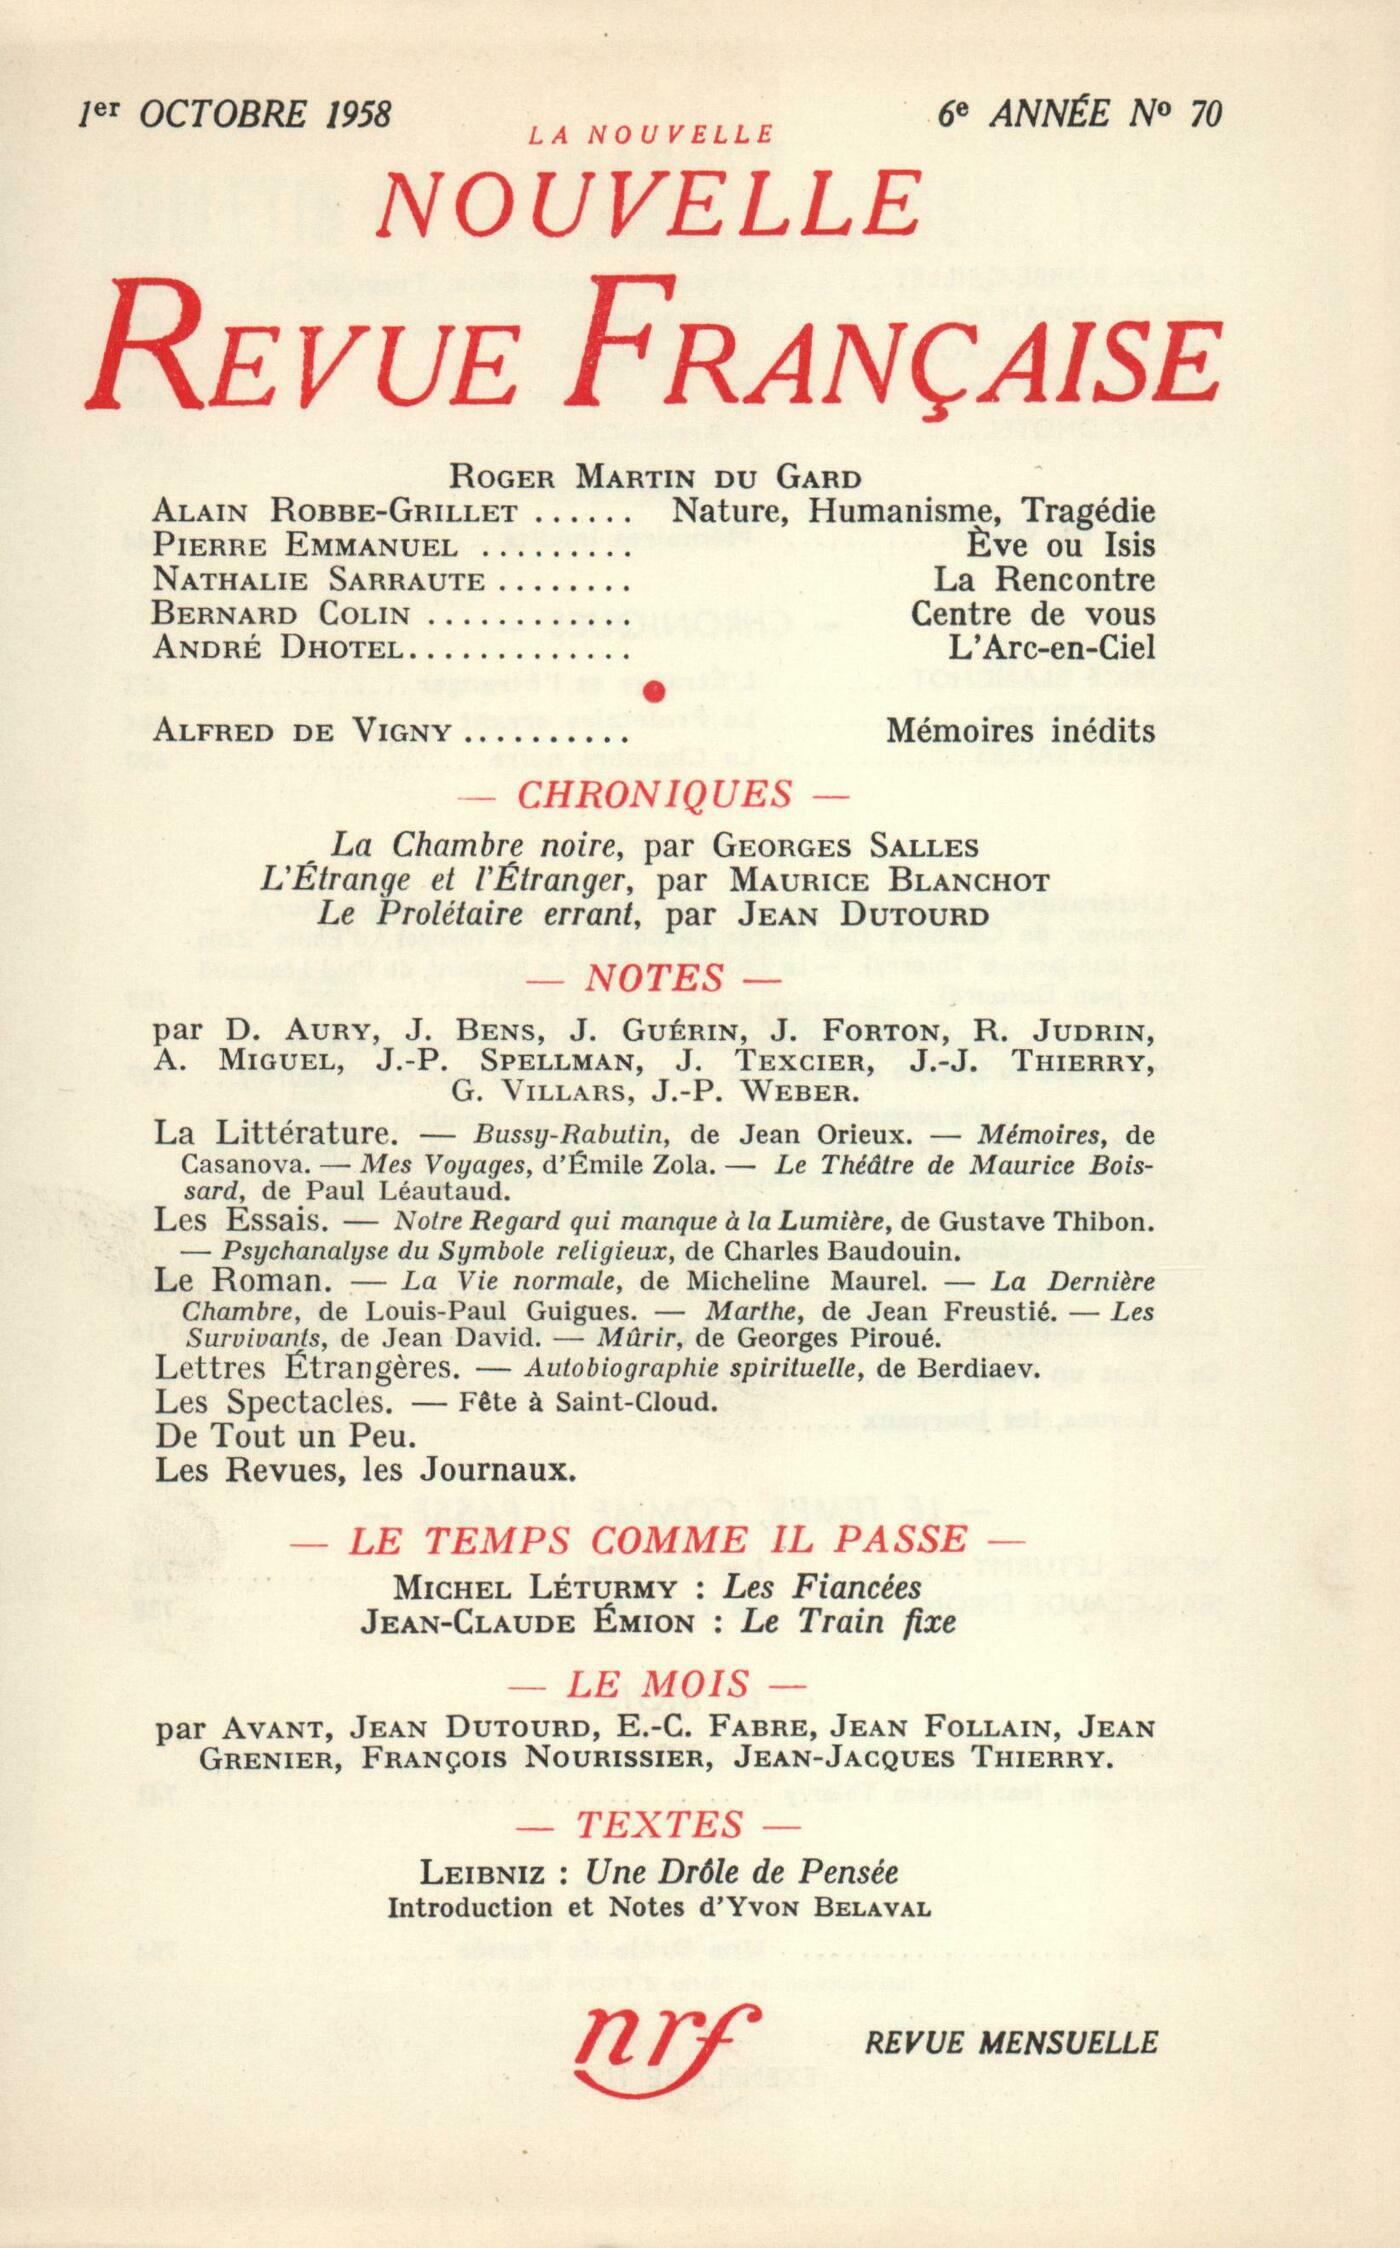 1er OCTOBRE 1958
6e ANNÉE No 70
LA NOUVELLE
NOUVELLE
REVUE FRANÇAISE
ROGER MARTIN DU GARD
ALAIN ROBBE-GRILLET ...... Nature, Humanisme, Tragédie
PIERRE EMMANUEL ......... Ève ou Isis
NATHALIE SARRAUTE ........ La Rencontre
BERNARD COLIN ............ Centre de vous
ANDRÉ DHOTEL............. L'Arc-en-Ciel
ALFRED DE VIGNY .......... Mémoires inédits
— CHRONIQUES —
La Chambre noire, par GEORGES SALLES
L'Étrange et l'Étranger, par MAURICE BLANCHOT
Le Prolétaire errant, par JEAN DUTOURD
— NOTES —
par D. AURY, J. BENS, J. GUÉRIN, J. FORTON, R. JUDRIN,
A. MIGUEL, J.-P. SPELLMAN, J. TEXCIER, J.-J. THIERRY,
G. VILLARS, J.-P. WEBER.
La Littérature. — Bussy-Rabutin, de Jean Orieux. — Mémoires, de
Casanova. — Mes Voyages, d'Émile Zola. — Le Théâtre de Maurice Bois-
sard, de Paul Léautaud.
Les Essais. — Notre Regard qui manque à la Lumière, de Gustave Thibon.
— Psychanalyse du Symbole religieux, de Charles Baudouin.
Le Roman. — La Vie normale, de Micheline Maurel. — La Dernière
Chambre, de Louis-Paul Guigues. — Marthe, de Jean Freustié. — Les
Survivants, de Jean David. — Mûrir, de Georges Piroué.
Lettres Étrangères. — Autobiographie spirituelle, de Berdiaev.
Les Spectacles. — Fête à Saint-Cloud.
De Tout un Peu.
Les Revues, les Journaux.
— LE TEMPS COMME IL PASSE —
MICHEL LÉTURMY : Les Fiancées
JEAN-CLAUDE ÉMION : Le Train fixe
— LE MOIS —
par AVANT, JEAN DUTOURD, E.-C. FABRE, JEAN FOLLAIN, JEAN
GRENIER, FRANÇOIS NOURISSIER, JEAN-JACQUES THIERRY.
— TEXTES —
LEIBNIZ : Une Drôle de Pensée
Introduction et Notes d'YVON BELAVAL
nrf
REVUE MENSUELLE